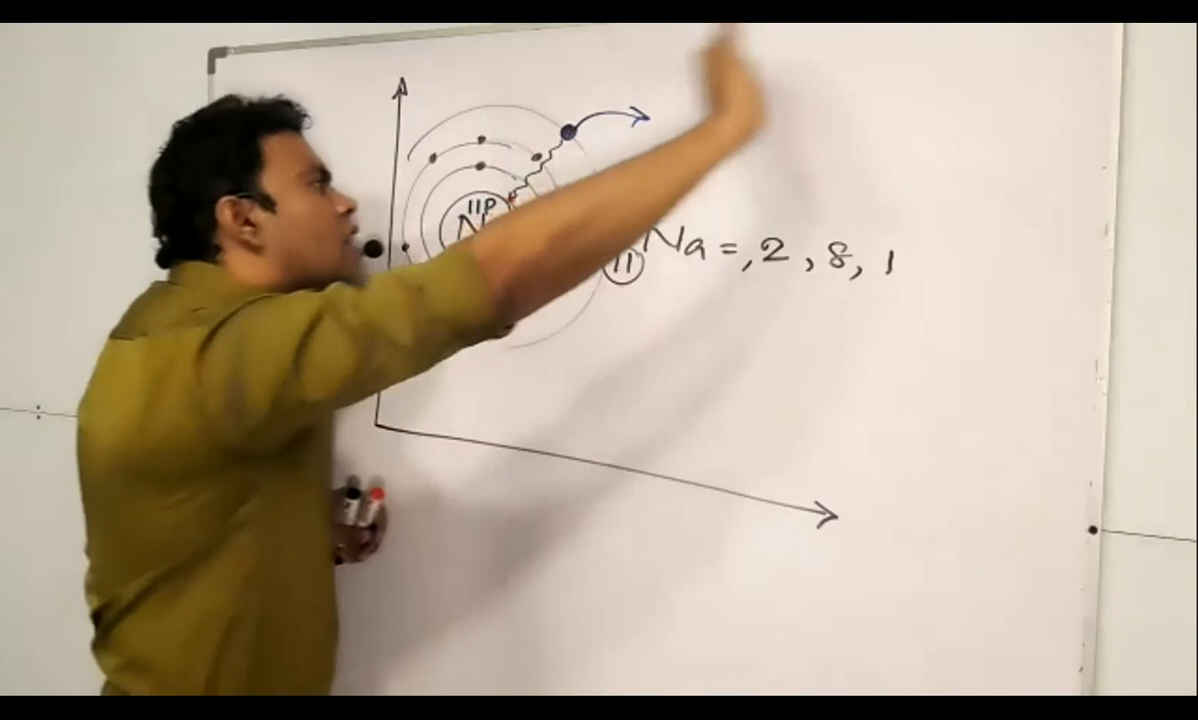 11P
N
11 Na = , 2 , 8 , 1